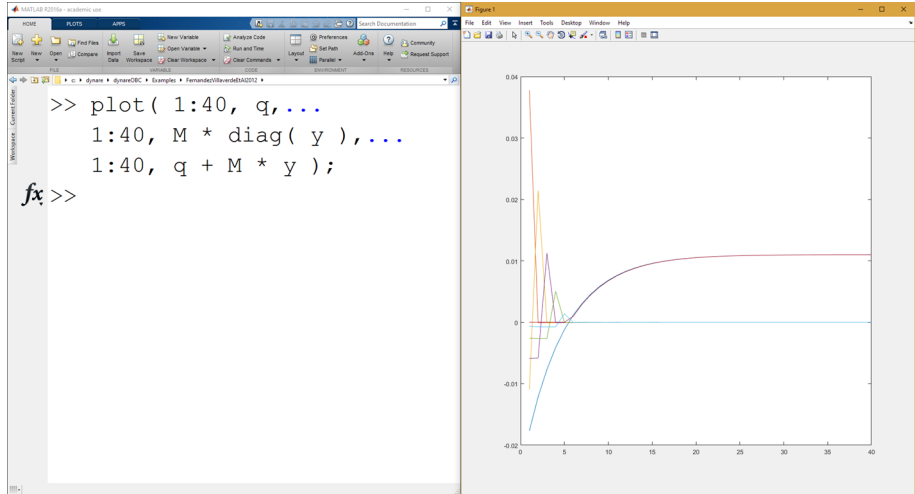 MATLAB R2016a - academic use
HOME PLOTS APPS
Search Documentation
New Script
New
Open
Find Files
Compare
Import Data
Save Workspace
New Variable
Open Variable
Clear Workspace
Analyze Code
Run and Time
Clear Commands
Layout
Preferences
Set Path
Parallel
Add-Ons
Help
Community
Request Support
FILE VARIABLE CODE ENVIRONMENT RESOURCES
c: dynare dynareOBC Examples FernandezVillaverdeEtAl2012
Current Folder
Workspace
>> plot( 1:40, q,...
1:40, M * diag( y ),...
1:40, q + M * y );
fx >>
Figure 1
File Edit View Insert Tools Desktop Window Help
0.04
0.03
0.02
0.01
0
-0.01
-0.02
0 5 10 15 20 25 30 35 40